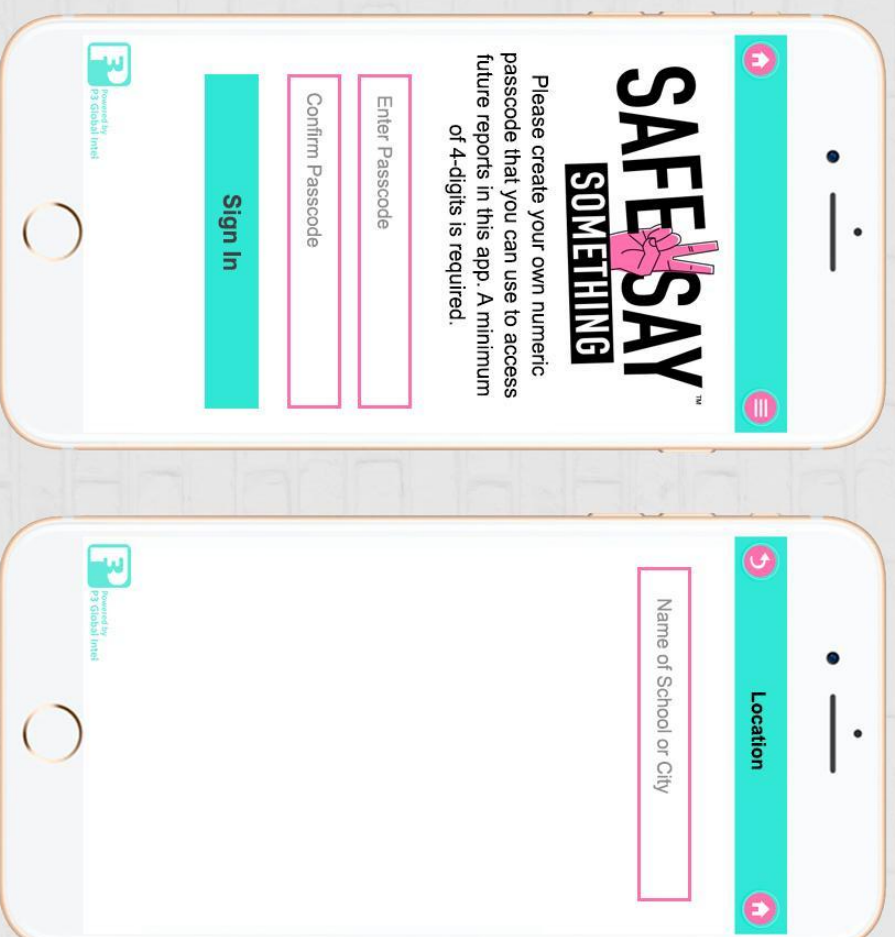 SAFE SAY
™
SOMETHING
Please create your own numeric
passcode that you can use to access
future reports in this app. A minimum
of 4-digits is required.
Enter Passcode
Confirm Passcode
Sign In
P3
Powered by
P3 Global Intel
Location
Name of School or City
P3
Powered by
P3 Global Intel